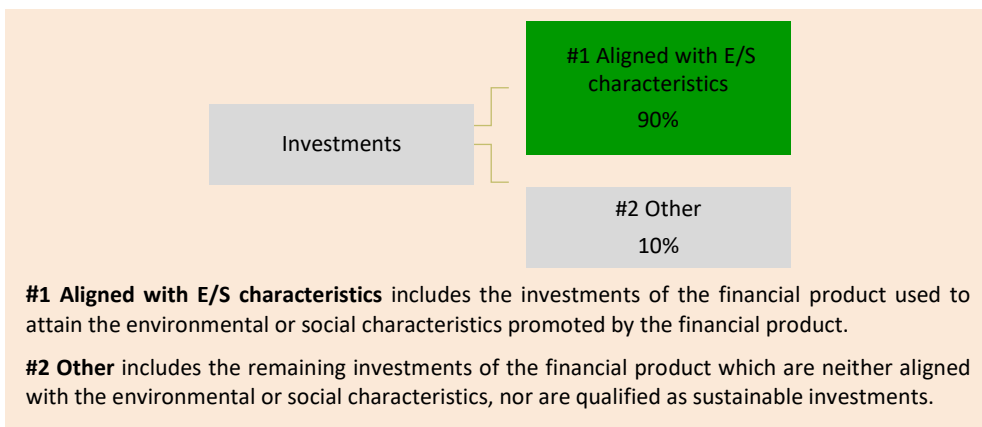 #1 Aligned with E/S
characteristics
90%
Investments
#2 Other
10%
#1 Aligned with E/S characteristics includes the investments of the financial product used to
attain the environmental or social characteristics promoted by the financial product.
#2 Other includes the remaining investments of the financial product which are neither aligned
with the environmental or social characteristics, nor are qualified as sustainable investments.